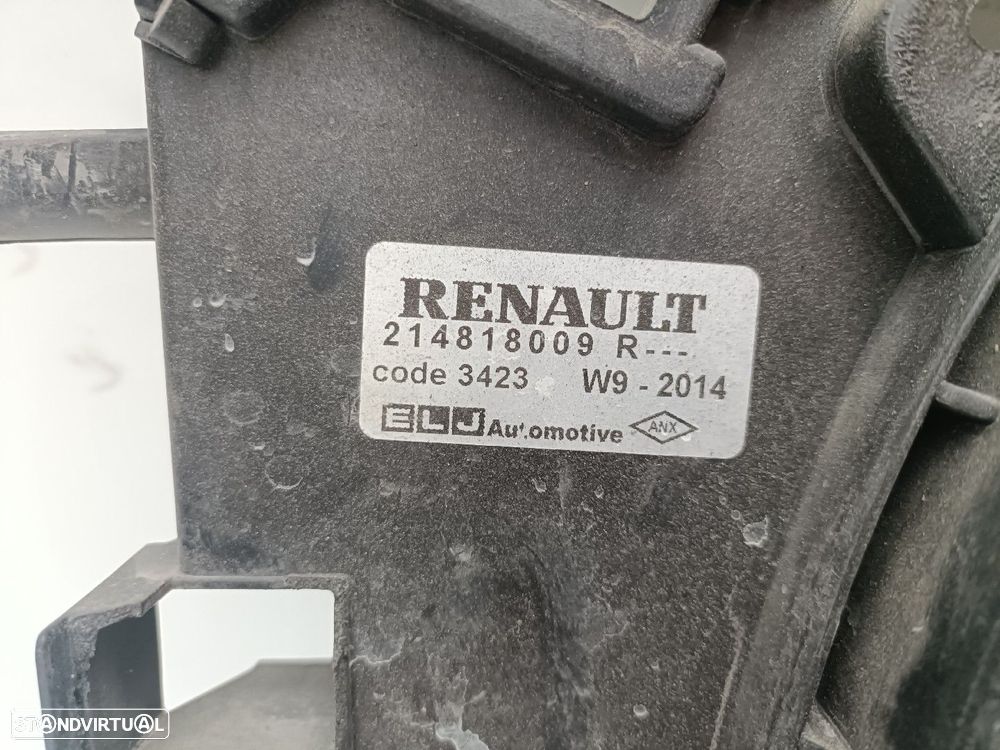 RENAULT
214818009 R---
code 3423 W9 - 2014
ELJ Automotive ANX
STANDVIRTUAL